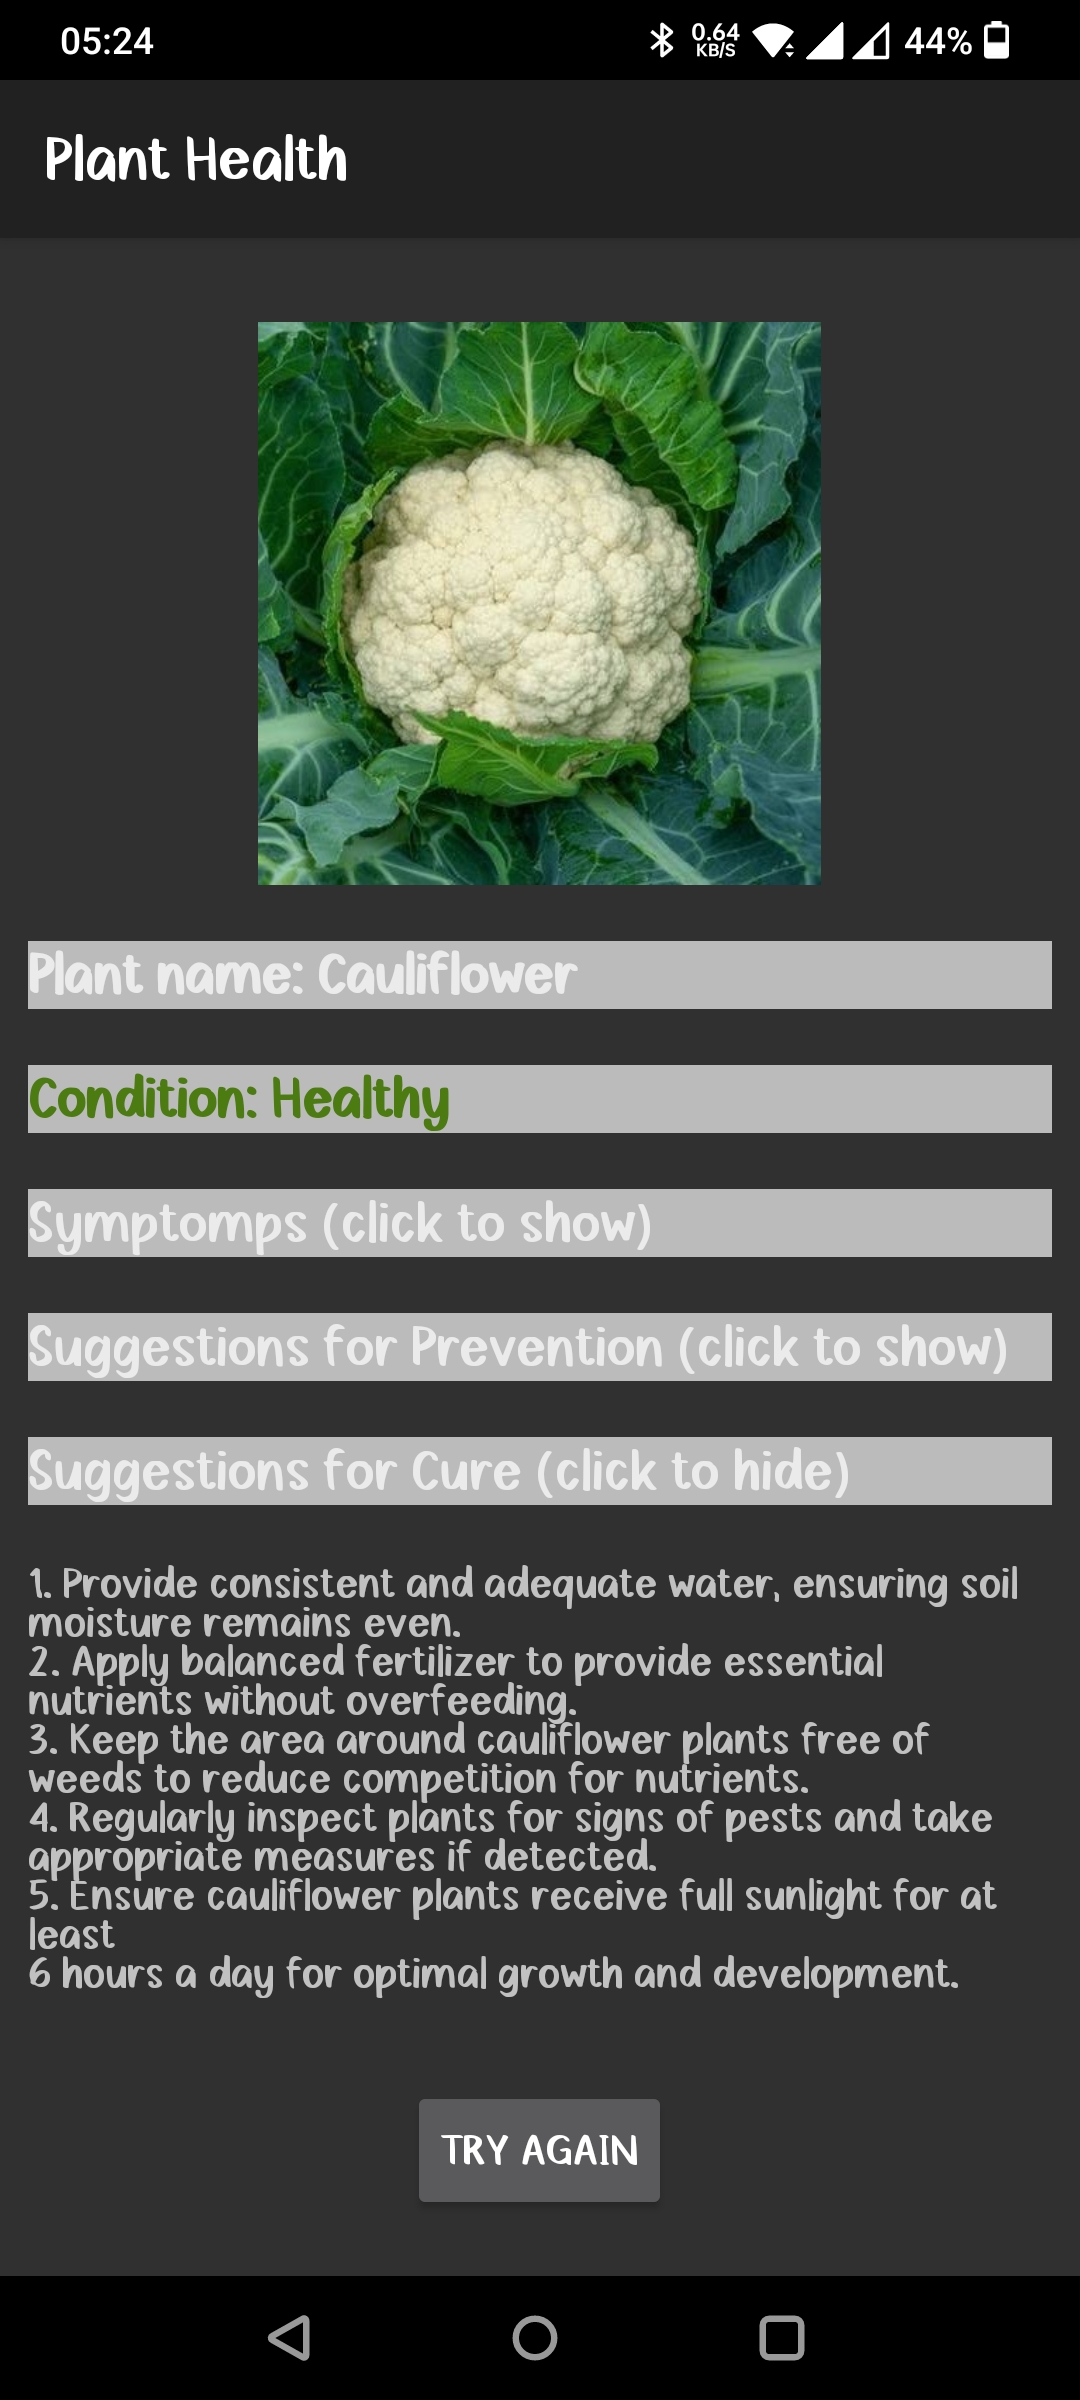 05:24
0.64
KB/S
44%
Plant Health
Plant name: Cauliflower
Condition: Healthy
Symptomps (click to show)
Suggestions for Prevention (click to show)
Suggestions for Cure (click to hide)
1. Provide consistent and adequate water, ensuring soil
moisture remains even.
2. Apply balanced fertilizer to provide essential
nutrients without overfeeding.
3. Keep the area around cauliflower plants free of
weeds to reduce competition for nutrients.
4. Regularly inspect plants for signs of pests and take
appropriate measures if detected.
5. Ensure cauliflower plants receive full sunlight for at
least
6 hours a day for optimal growth and development.
TRY AGAIN